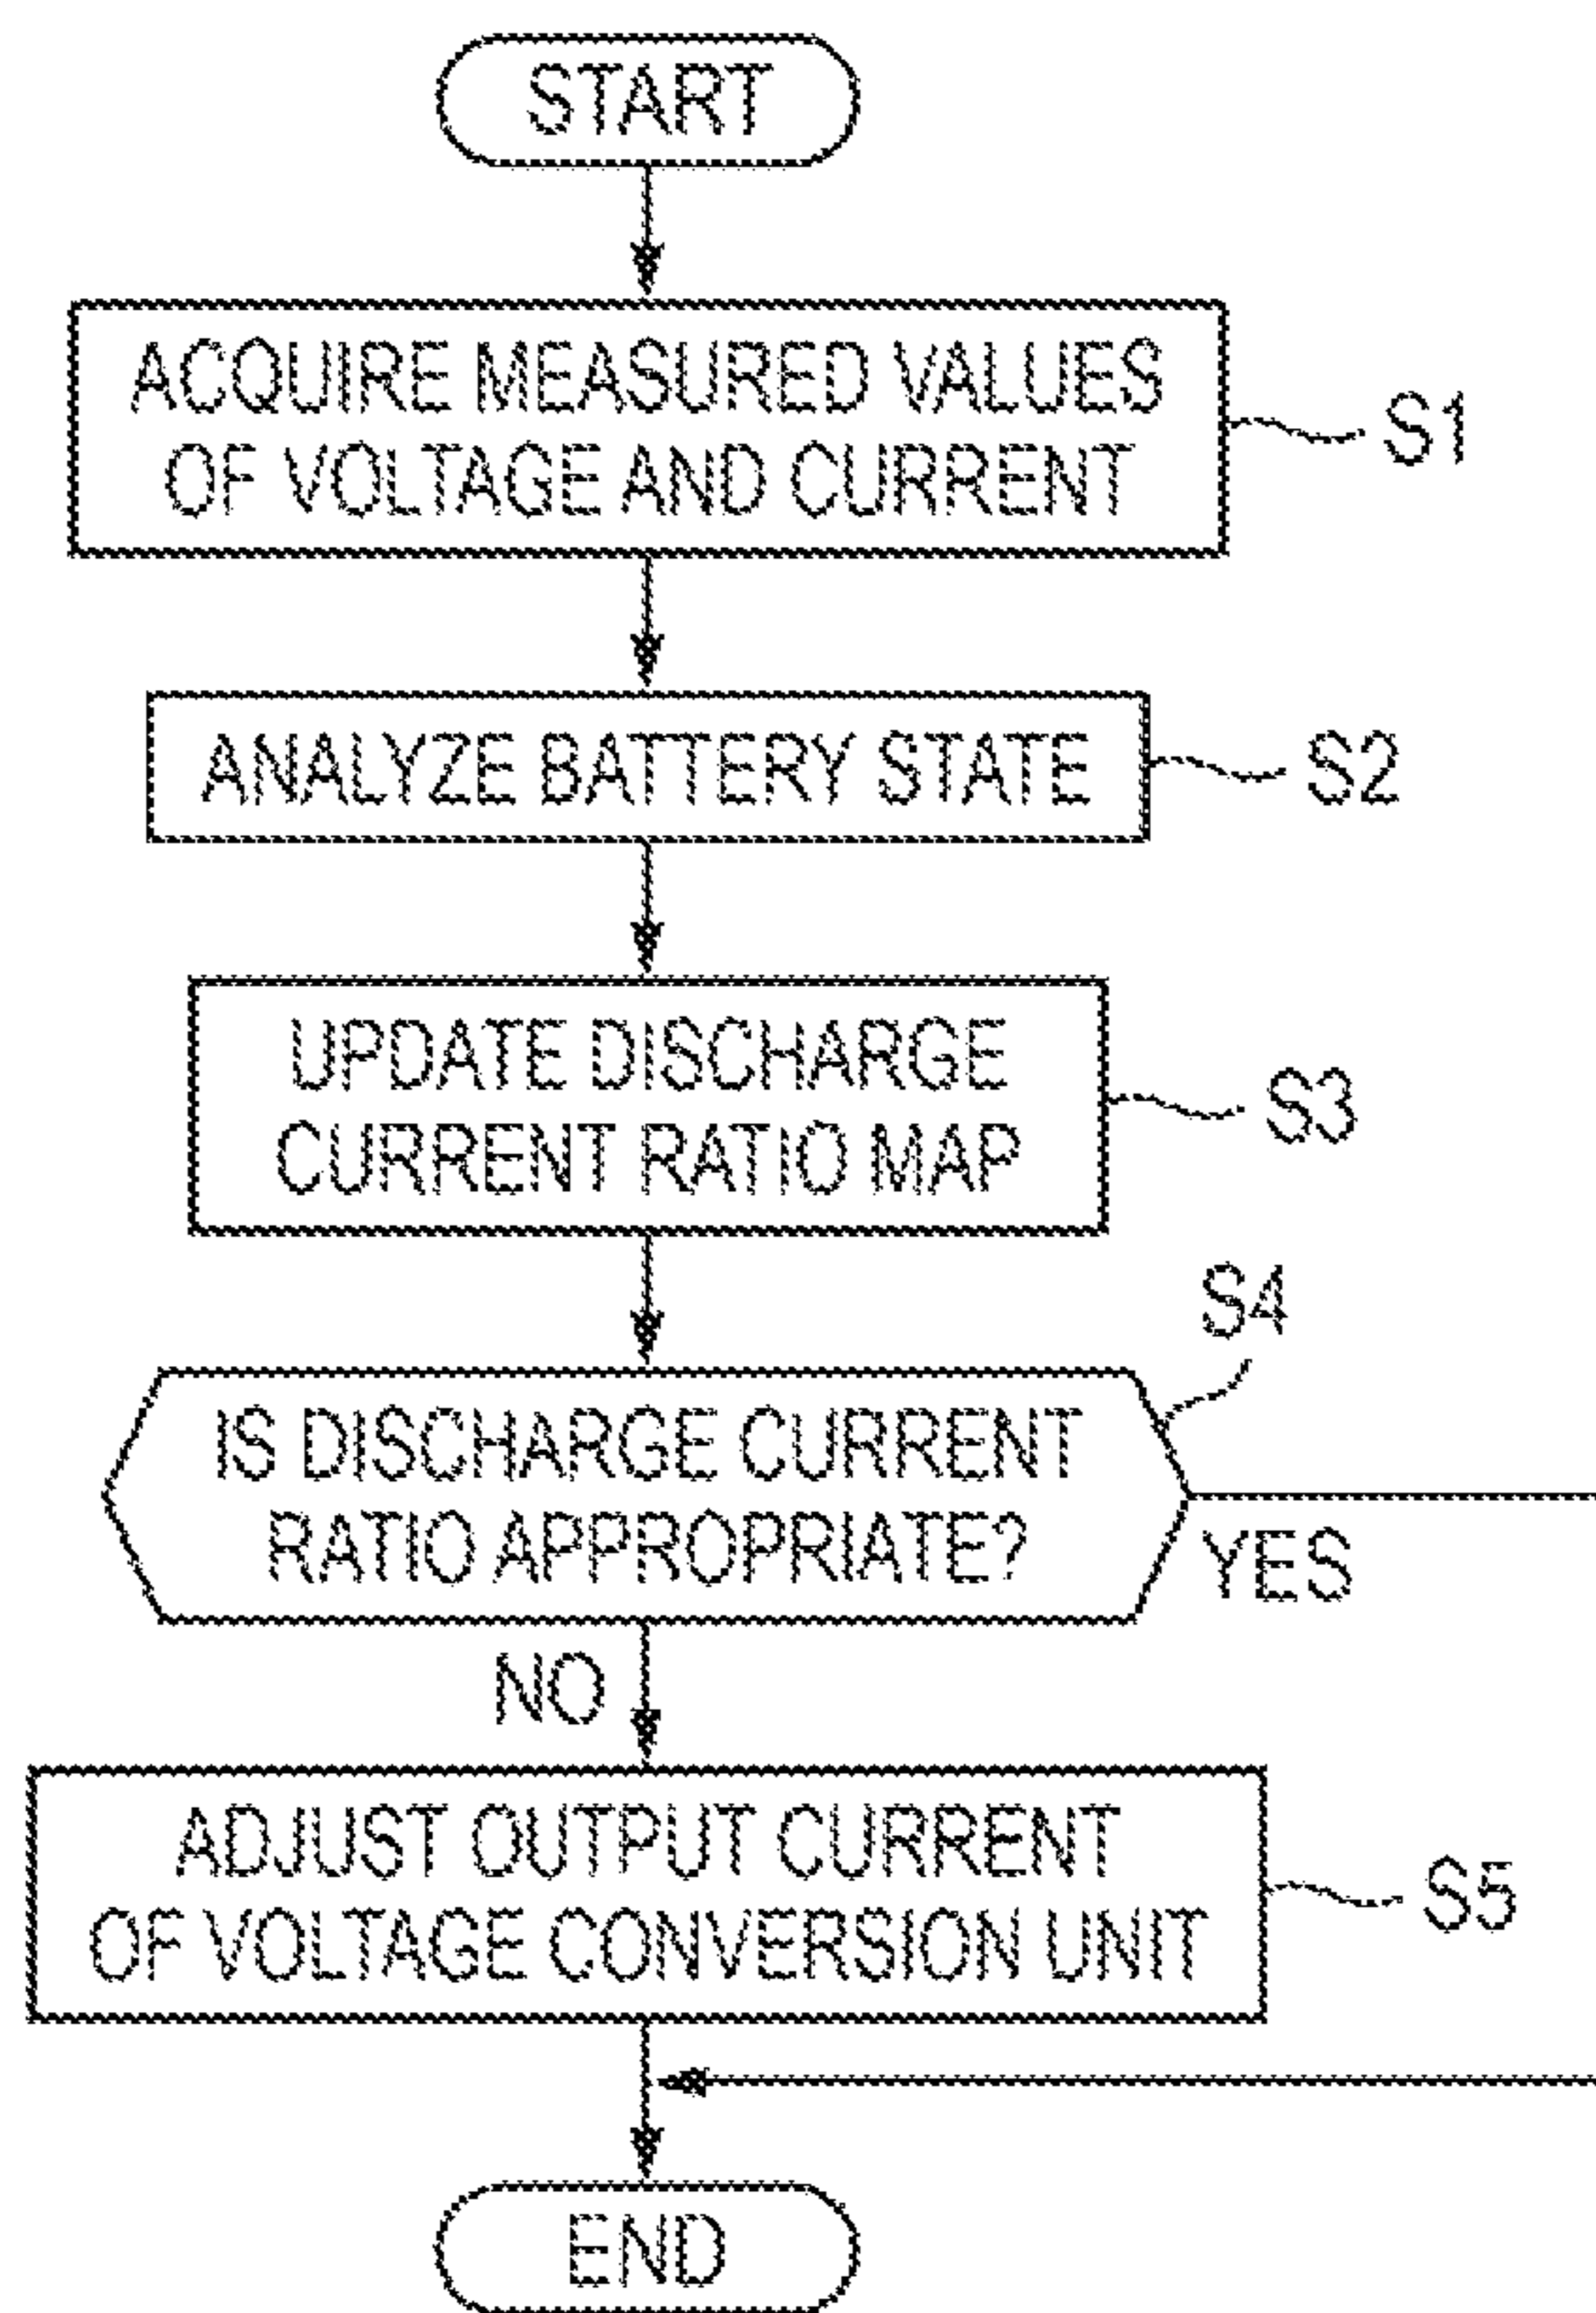 START
ACQUIRE MEASURED VALUES
OF VOLTAGE AND CURRENT
S1
ANALYZE BATTERY STATE
S2
UPDATE DISCHARGE
CURRENT RATIO MAP
S3
S4
IS DISCHARGE CURRENT
RATIO APPROPRIATE?
YES
NO
ADJUST OUTPUT CURRENT
OF VOLTAGE CONVERSION UNIT
S5
END